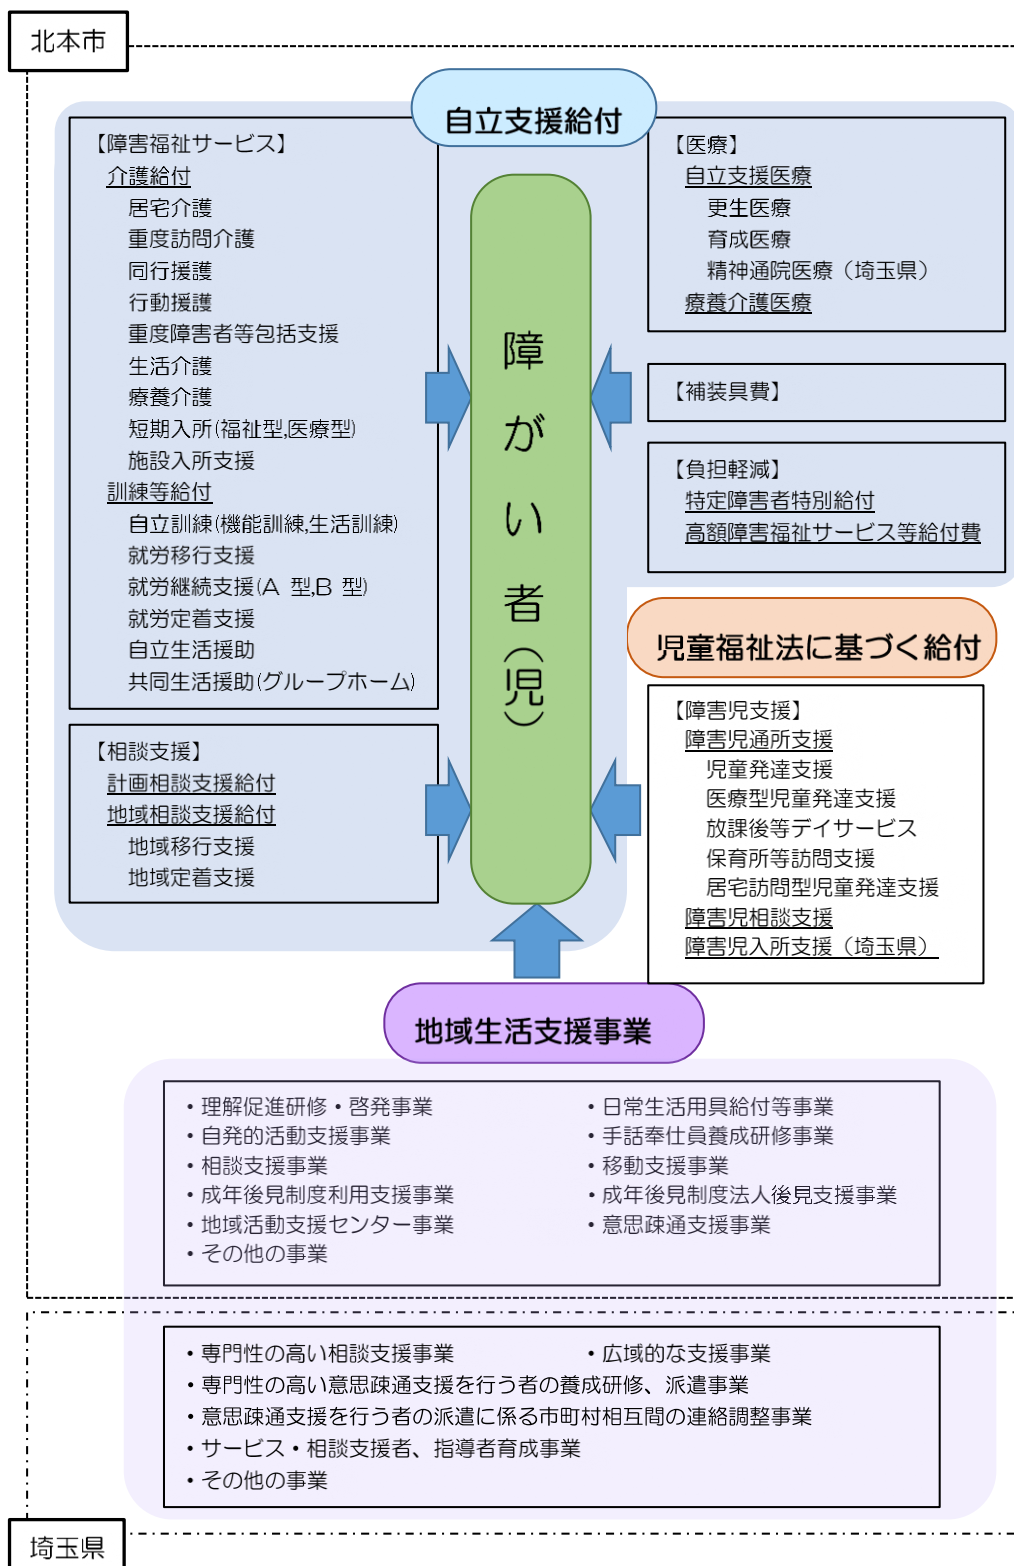 北本市
自立支援給付
【障害福祉サービス】
介護給付
居宅介護
重度訪問介護
同行援護
行動援護
重度障害者等包括支援
生活介護
療養介護
短期入所(福祉型,医療型)
施設入所支援
訓練等給付
自立訓練(機能訓練,生活訓練)
就労移行支援
就労継続支援(A 型,B 型)
就労定着支援
自立生活援助
共同生活援助(グループホーム)
【相談支援】
計画相談支援給付
地域相談支援給付
地域移行支援
地域定着支援
障がい者(児)
【医療】
自立支援医療
更生医療
育成医療
精神通院医療（埼玉県）
療養介護医療
【補装具費】
【負担軽減】
特定障害者特別給付
高額障害福祉サービス等給付費
児童福祉法に基づく給付
【障害児支援】
障害児通所支援
児童発達支援
医療型児童発達支援
放課後等デイサービス
保育所等訪問支援
居宅訪問型児童発達支援
障害児相談支援
障害児入所支援（埼玉県）
地域生活支援事業
・理解促進研修・啓発事業
・自発的活動支援事業
・相談支援事業
・成年後見制度利用支援事業
・地域活動支援センター事業
・その他の事業
・日常生活用具給付等事業
・手話奉仕員養成研修事業
・移動支援事業
・成年後見制度法人後見支援事業
・意思疎通支援事業
・専門性の高い相談支援事業
・広域的な支援事業
・専門性の高い意思疎通支援を行う者の養成研修、派遣事業
・意思疎通支援を行う者の派遣に係る市町村相互間の連絡調整事業
・サービス・相談支援者、指導者育成事業
・その他の事業
埼玉県